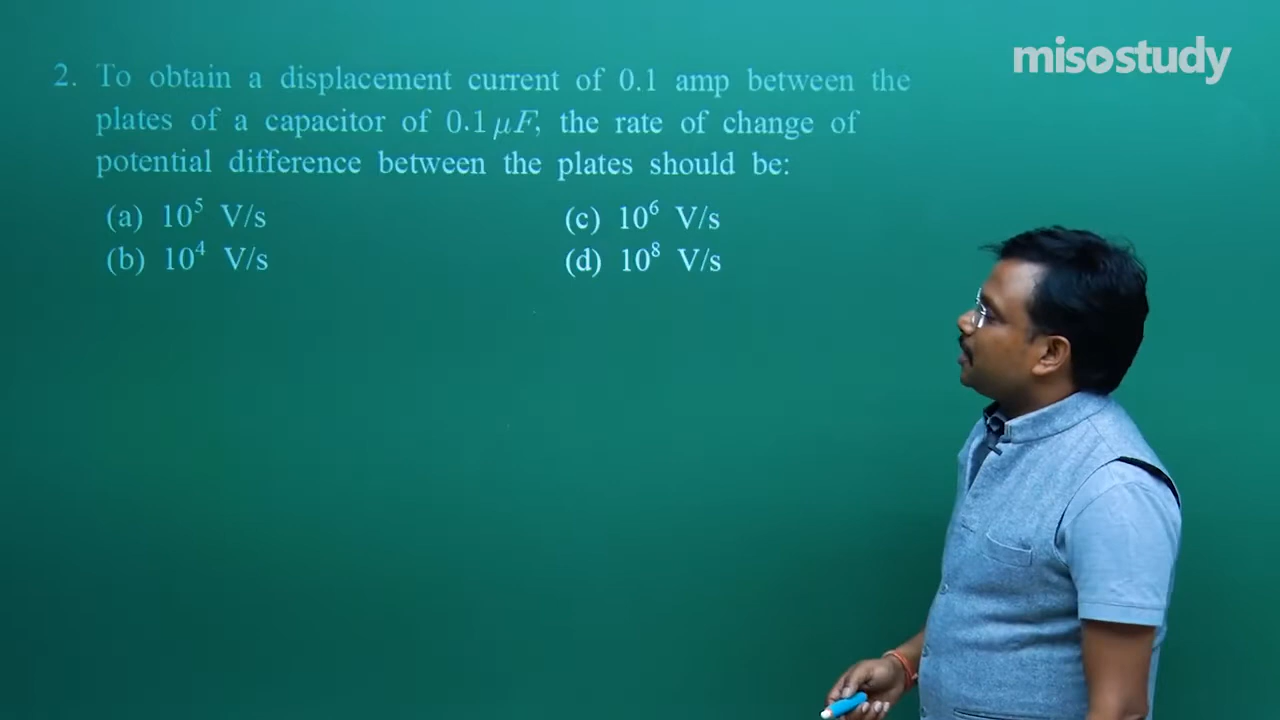 misostudy
2. To obtain a displacement current of 0.1 amp between the
plates of a capacitor of 0.1 μF, the rate of change of
potential difference between the plates should be:
(a) 10⁵ V/s (c) 10⁶ V/s
(b) 10⁴ V/s (d) 10⁸ V/s